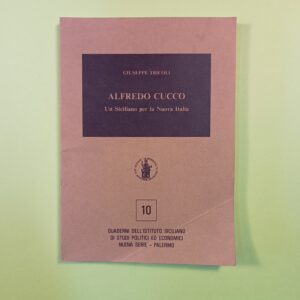 GIUSEPPE TRICOLI
ALFREDO CUCCO
Un Siciliano per la Nuova Italia
10
QUADERNI DELL'ISTITUTO SICILIANO
DI STUDI POLITICI ED ECONOMICI
NUOVA SERIE - PALERMO